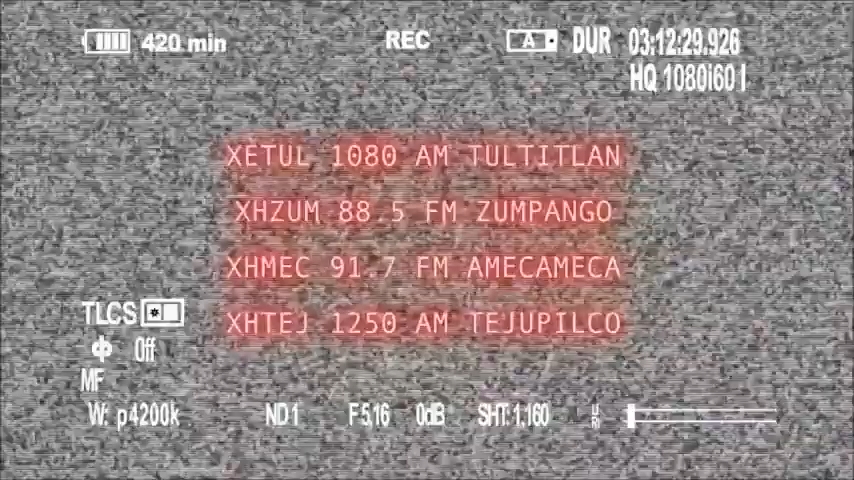 420 min REC A DUR 03:12:29.926
HQ 1080i60
XETUL 1080 AM TULTITLAN
XHZUM 88.5 FM ZUMPANGO
XHMEC 91.7 FM AMECAMECA
XHTEJ 1250 AM TEJUPILCO
TLCS
Off
MF
W: p4200k ND1 F5,16 0dB SHT: 1,160